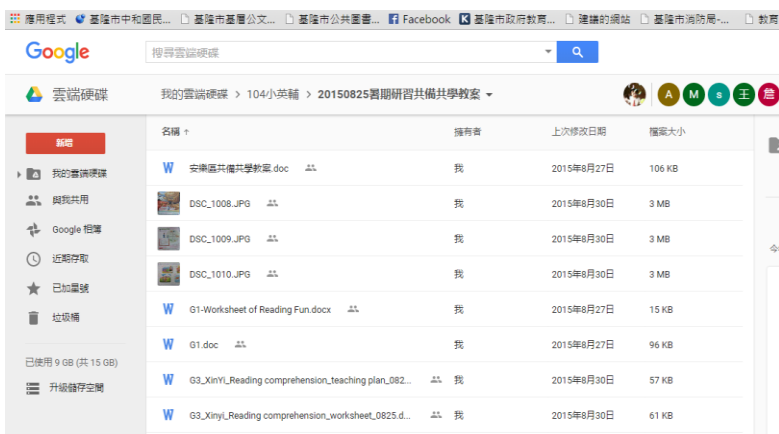 應用程式 基隆市中和國民... 基隆市基層公文... 基隆市公共圖書... Facebook 基隆市政府教育... 建議的網站 基隆市消防局-... 教育
Google 搜尋雲端硬碟
雲端硬碟 我的雲端硬碟 > 104小英輔 > 20150825暑期研習共備共學教案 A M s 王 詹
新增
我的雲端硬碟
與我共用
Google 相簿
近期存取
已加星號
垃圾桶
已使用 9 GB (共 15 GB)
升級儲存空間
名稱 ↑ 擁有者 上次修改日期 檔案大小
安樂區共備共學教案.doc 我 2015年8月27日 106 KB
DSC_1008.JPG 我 2015年8月30日 3 MB
DSC_1009.JPG 我 2015年8月30日 3 MB
DSC_1010.JPG 我 2015年8月30日 3 MB
G1-Worksheet of Reading Fun.docx 我 2015年8月27日 15 KB
G1.doc 我 2015年8月27日 96 KB
G3_XinYi_Reading comprehension_teaching plan_082... 我 2015年8月30日 57 KB
G3_Xinyi_Reading comprehension_worksheet_0825.d... 我 2015年8月30日 61 KB
今